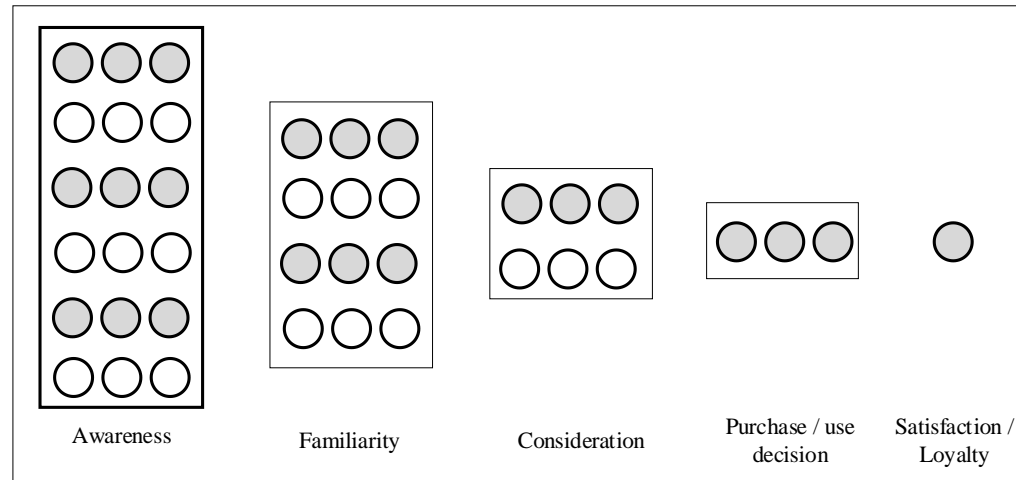 Awareness
Familiarity
Consideration
Purchase / use
decision
Satisfaction /
Loyalty